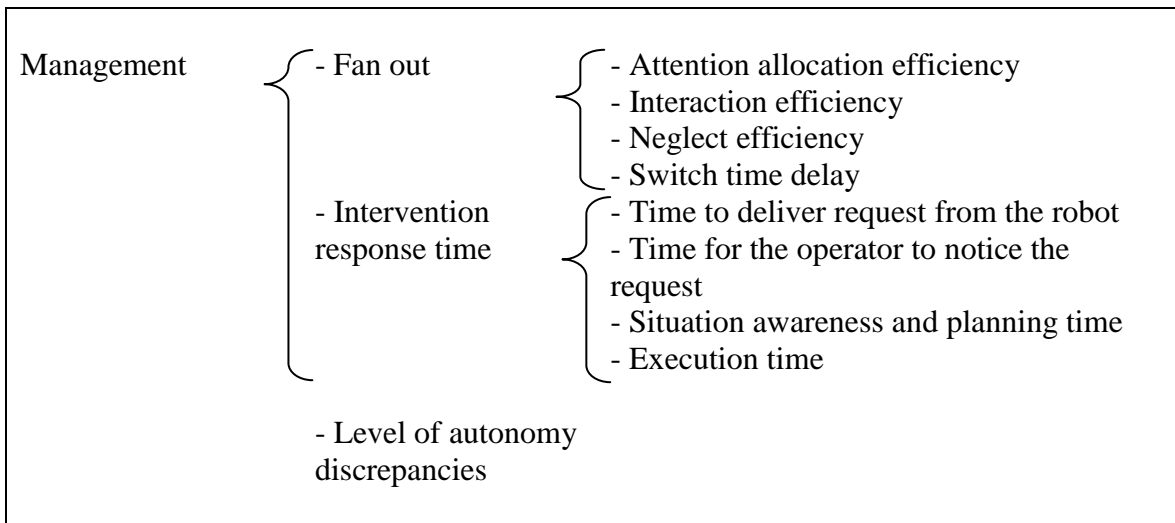 Management
- Fan out
- Attention allocation efficiency
- Interaction efficiency
- Neglect efficiency
- Switch time delay
- Intervention
response time
- Time to deliver request from the robot
- Time for the operator to notice the
request
- Situation awareness and planning time
- Execution time
- Level of autonomy
discrepancies